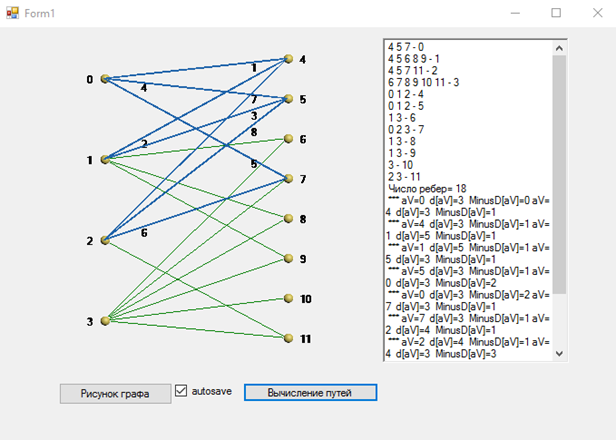 Form1
4 5 7 - 0
4 5 6 8 9 - 1
4 5 7 11 - 2
6 7 8 9 10 11 - 3
0 1 2 - 4
0 1 2 - 5
1 3 - 6
0 2 3 - 7
1 3 - 8
1 3 - 9
3 - 10
2 3 - 11
Число ребер= 18
*** aV=0 d[aV]=3 MinusD[aV]=0 aV=
4 d[aV]=3 MinusD[aV]=1
*** aV=4 d[aV]=3 MinusD[aV]=1 aV=
1 d[aV]=5 MinusD[aV]=1
*** aV=1 d[aV]=5 MinusD[aV]=1 aV=
5 d[aV]=3 MinusD[aV]=1
*** aV=5 d[aV]=3 MinusD[aV]=1 aV=
0 d[aV]=3 MinusD[aV]=2
*** aV=0 d[aV]=3 MinusD[aV]=2 aV=
7 d[aV]=3 MinusD[aV]=1
*** aV=7 d[aV]=3 MinusD[aV]=1 aV=
2 d[aV]=4 MinusD[aV]=1
*** aV=2 d[aV]=4 MinusD[aV]=1 aV=
4 d[aV]=3 MinusD[aV]=3
0
1
2
3
4
5
6
7
8
9
10
11
1
4
7
3
2
8
5
6
Рисунок графа
autosave
Вычисление путей